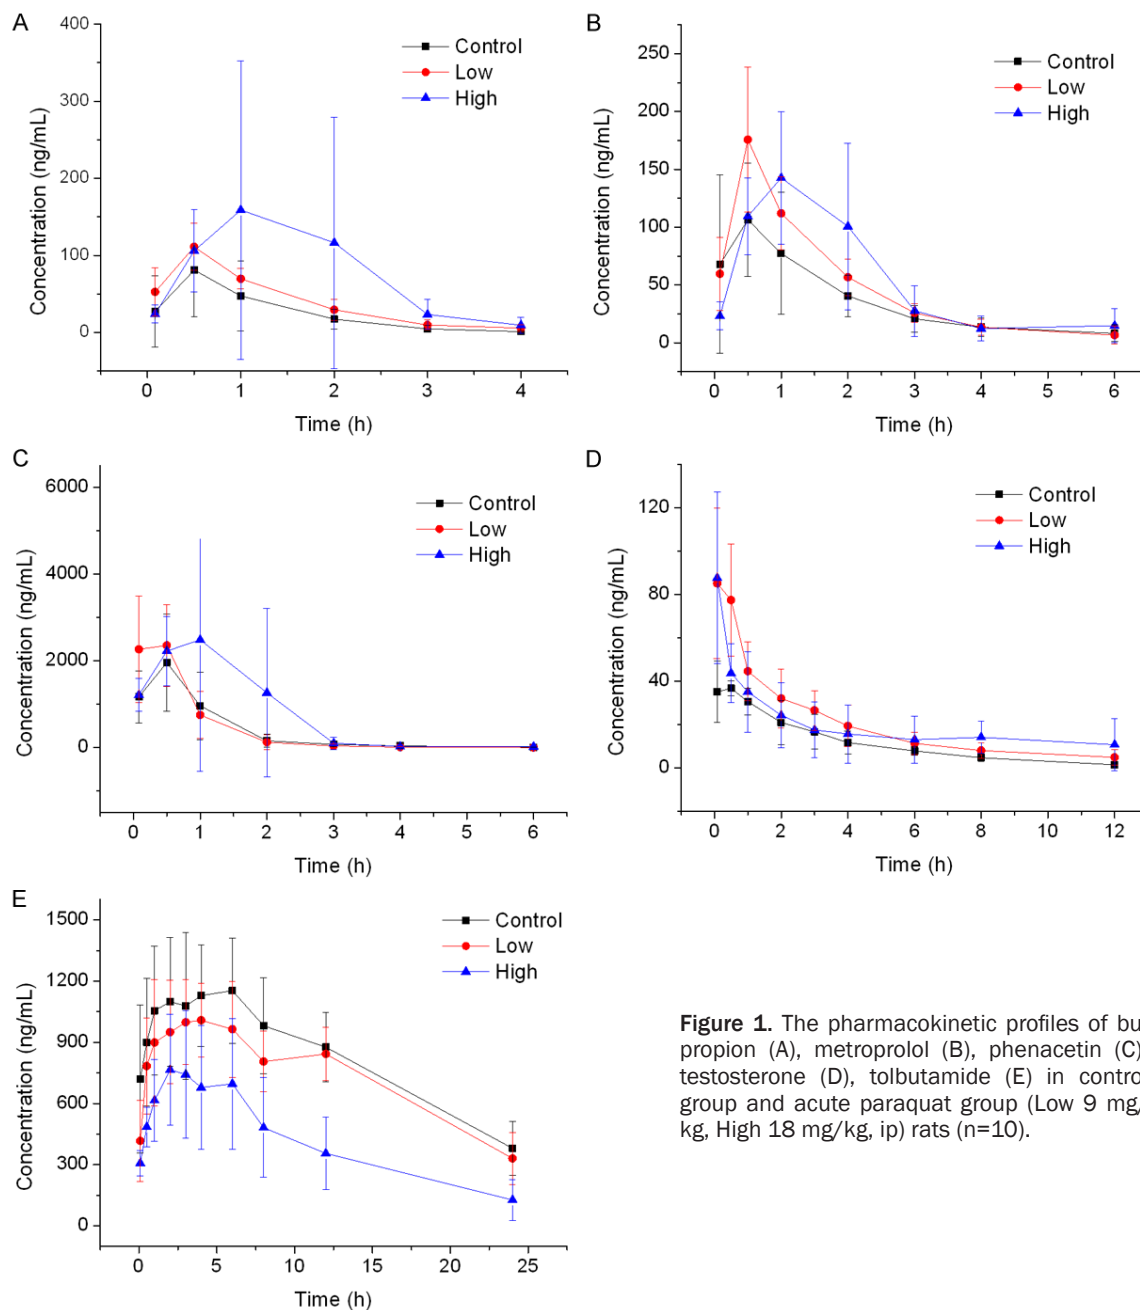 A
400
300
200
100
0
Concentration (ng/mL)
Control
Low
High
0 1 2 3 4
Time (h)
B
250
200
150
100
50
0
Concentration (ng/mL)
Control
Low
High
0 1 2 3 4 5 6
Time (h)
C
6000
4000
2000
0
Concentration (ng/mL)
Control
Low
High
0 1 2 3 4 5 6
Time (h)
D
120
80
40
0
Concentration (ng/mL)
Control
Low
High
0 2 4 6 8 10 12
Time (h)
E
1500
1200
900
600
300
0
Concentration (ng/mL)
Control
Low
High
0 5 10 15 20 25
Time (h)
Figure 1. The pharmacokinetic profiles of bu
propion (A), metroprolol (B), phenacetin (C)
testosterone (D), tolbutamide (E) in contro
group and acute paraquat group (Low 9 mg/
kg, High 18 mg/kg, ip) rats (n=10).